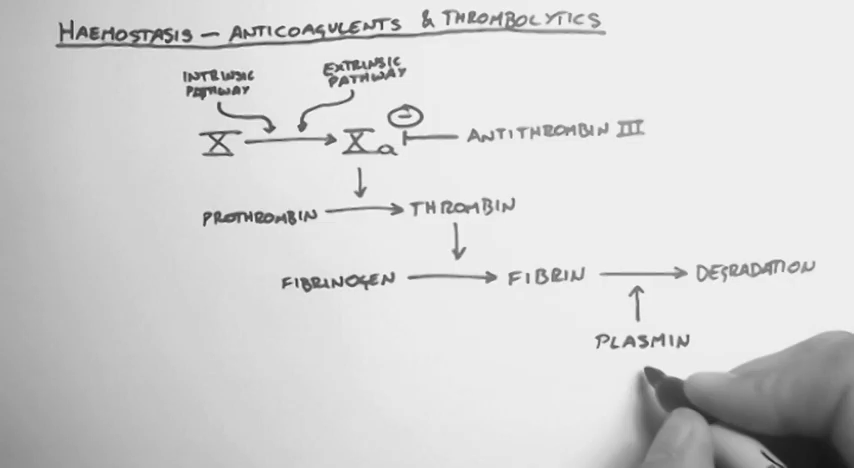 HAEMOSTASIS – ANTICOAGULENTS & THROMBOLYTICS
INTRINSIC
PATHWAY
EXTRINSIC
PATHWAY
X
Xa
–
ANTITHROMBIN III
PROTHROMBIN
THROMBIN
FIBRINOGEN
FIBRIN
DEGRADATION
PLASMIN